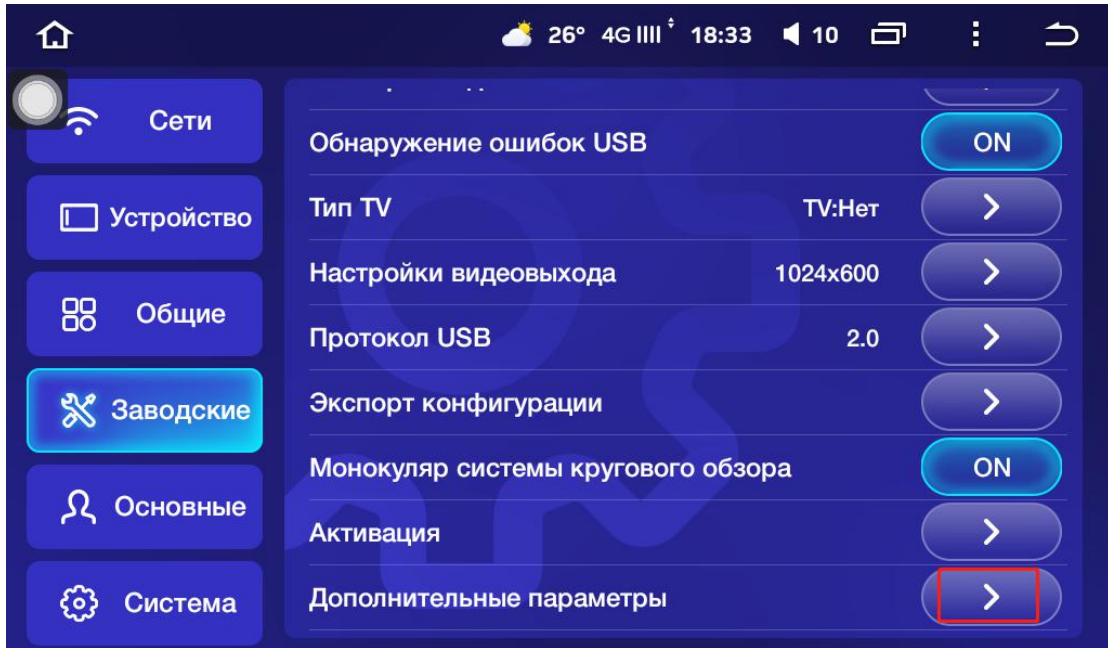 26° 4G 18:33 10
Сети
Устройство
Общие
Заводские
Основные
Система
Обнаружение ошибок USB ON
Тип TV TV:Нет
Настройки видеовыхода 1024x600
Протокол USB 2.0
Экспорт конфигурации
Монокуляр системы кругового обзора ON
Активация
Дополнительные параметры